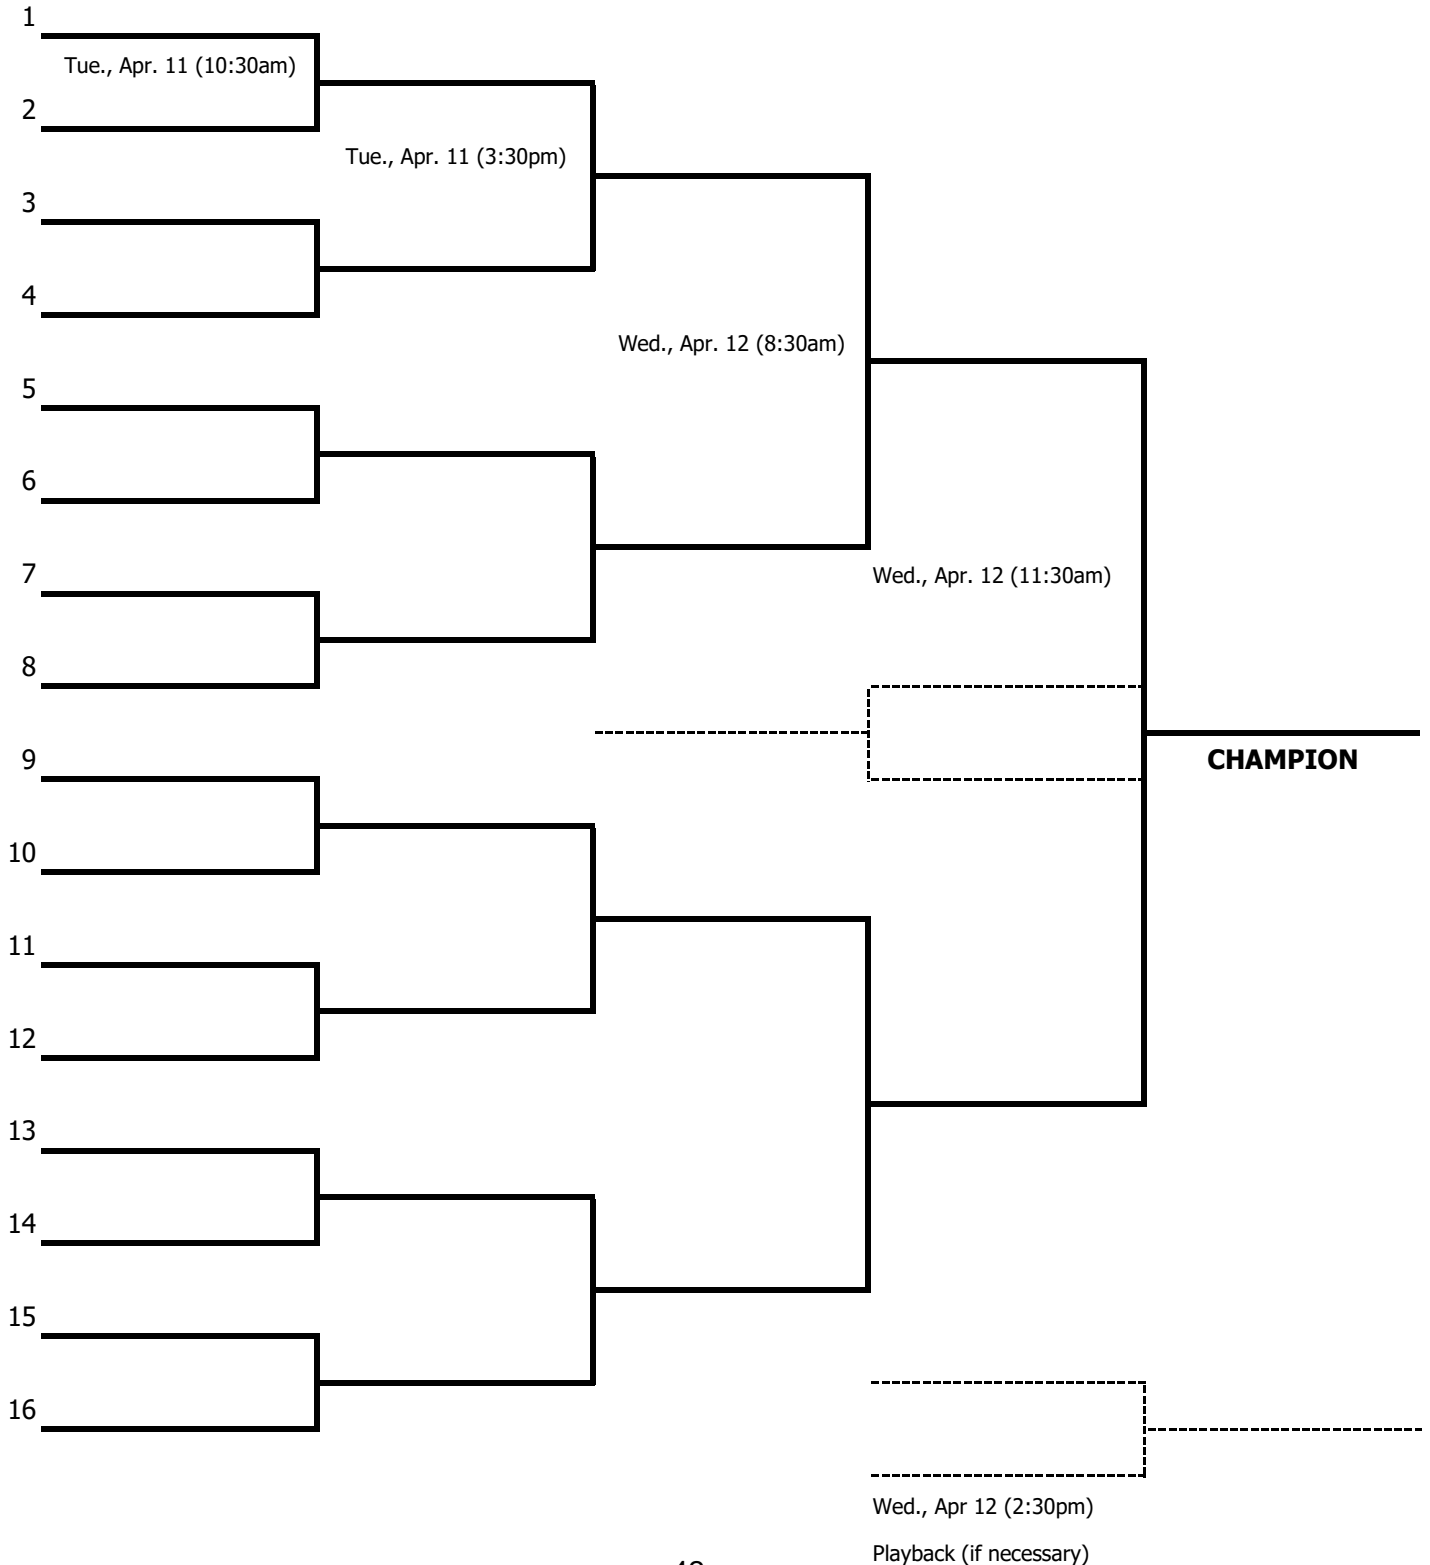 1
Tue., Apr. 11 (10:30am)
2
Tue., Apr. 11 (3:30pm)
3
4
Wed., Apr. 12 (8:30am)
5
6
7
Wed., Apr. 12 (11:30am)
8
9
CHAMPION
10
11
12
13
14
15
16
Wed., Apr 12 (2:30pm)
Playback (if necessary)